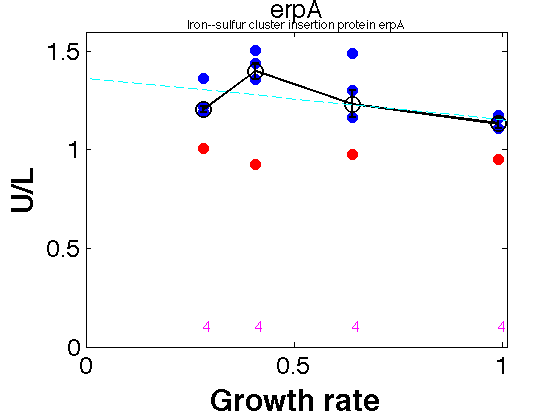 erpA
Iron--sulfur cluster insertion protein erpA
1.5
1
0.5
0
U/L
4 4 4 4
0 0.5 1
Growth rate